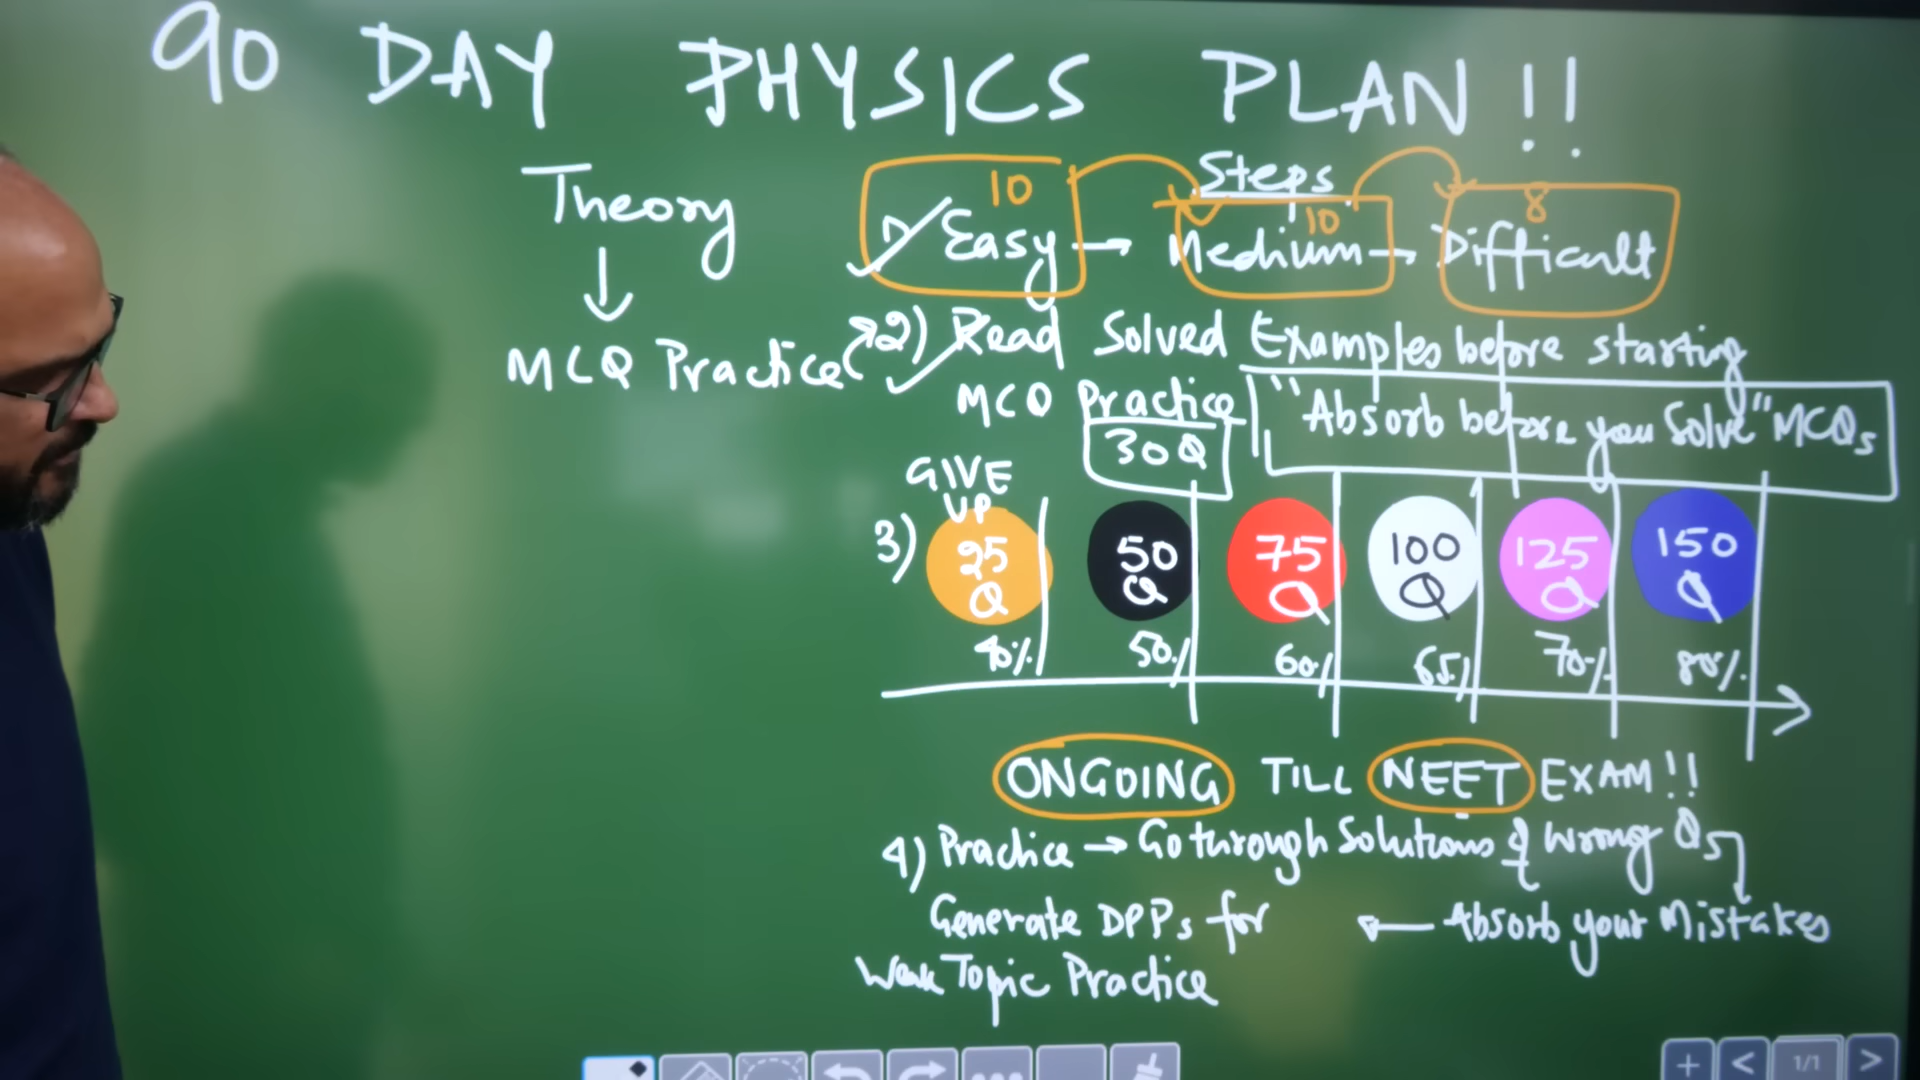 90 DAY PHYSICS PLAN!!
Theory
↓
MCQ Practice
Steps
10 10 8
1) Easy → Medium → Difficult
2) Read Solved Examples before starting
MCQ Practice "Absorb before you Solve" MCQs
30Q
GIVE
UP
3) 25 Q 50 Q 75 Q 100 Q 125 Q 150 Q
40% 50% 60% 65% 70% 80%
ONGOING TILL NEET EXAM!!
4) Practice → Go through Solutions & Wrong Qs
Generate DPPs for ← Absorb your Mistakes
Weak Topic Practice
1/1